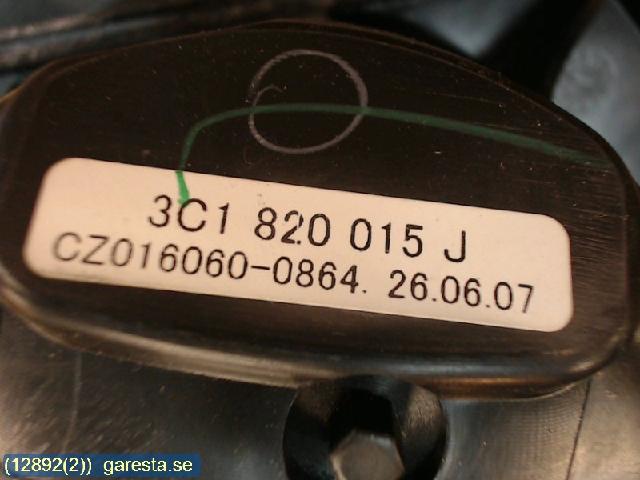 3C1 820 015 J
CZ016060-0864. 26.06.07
(12892(2)) garesta.se